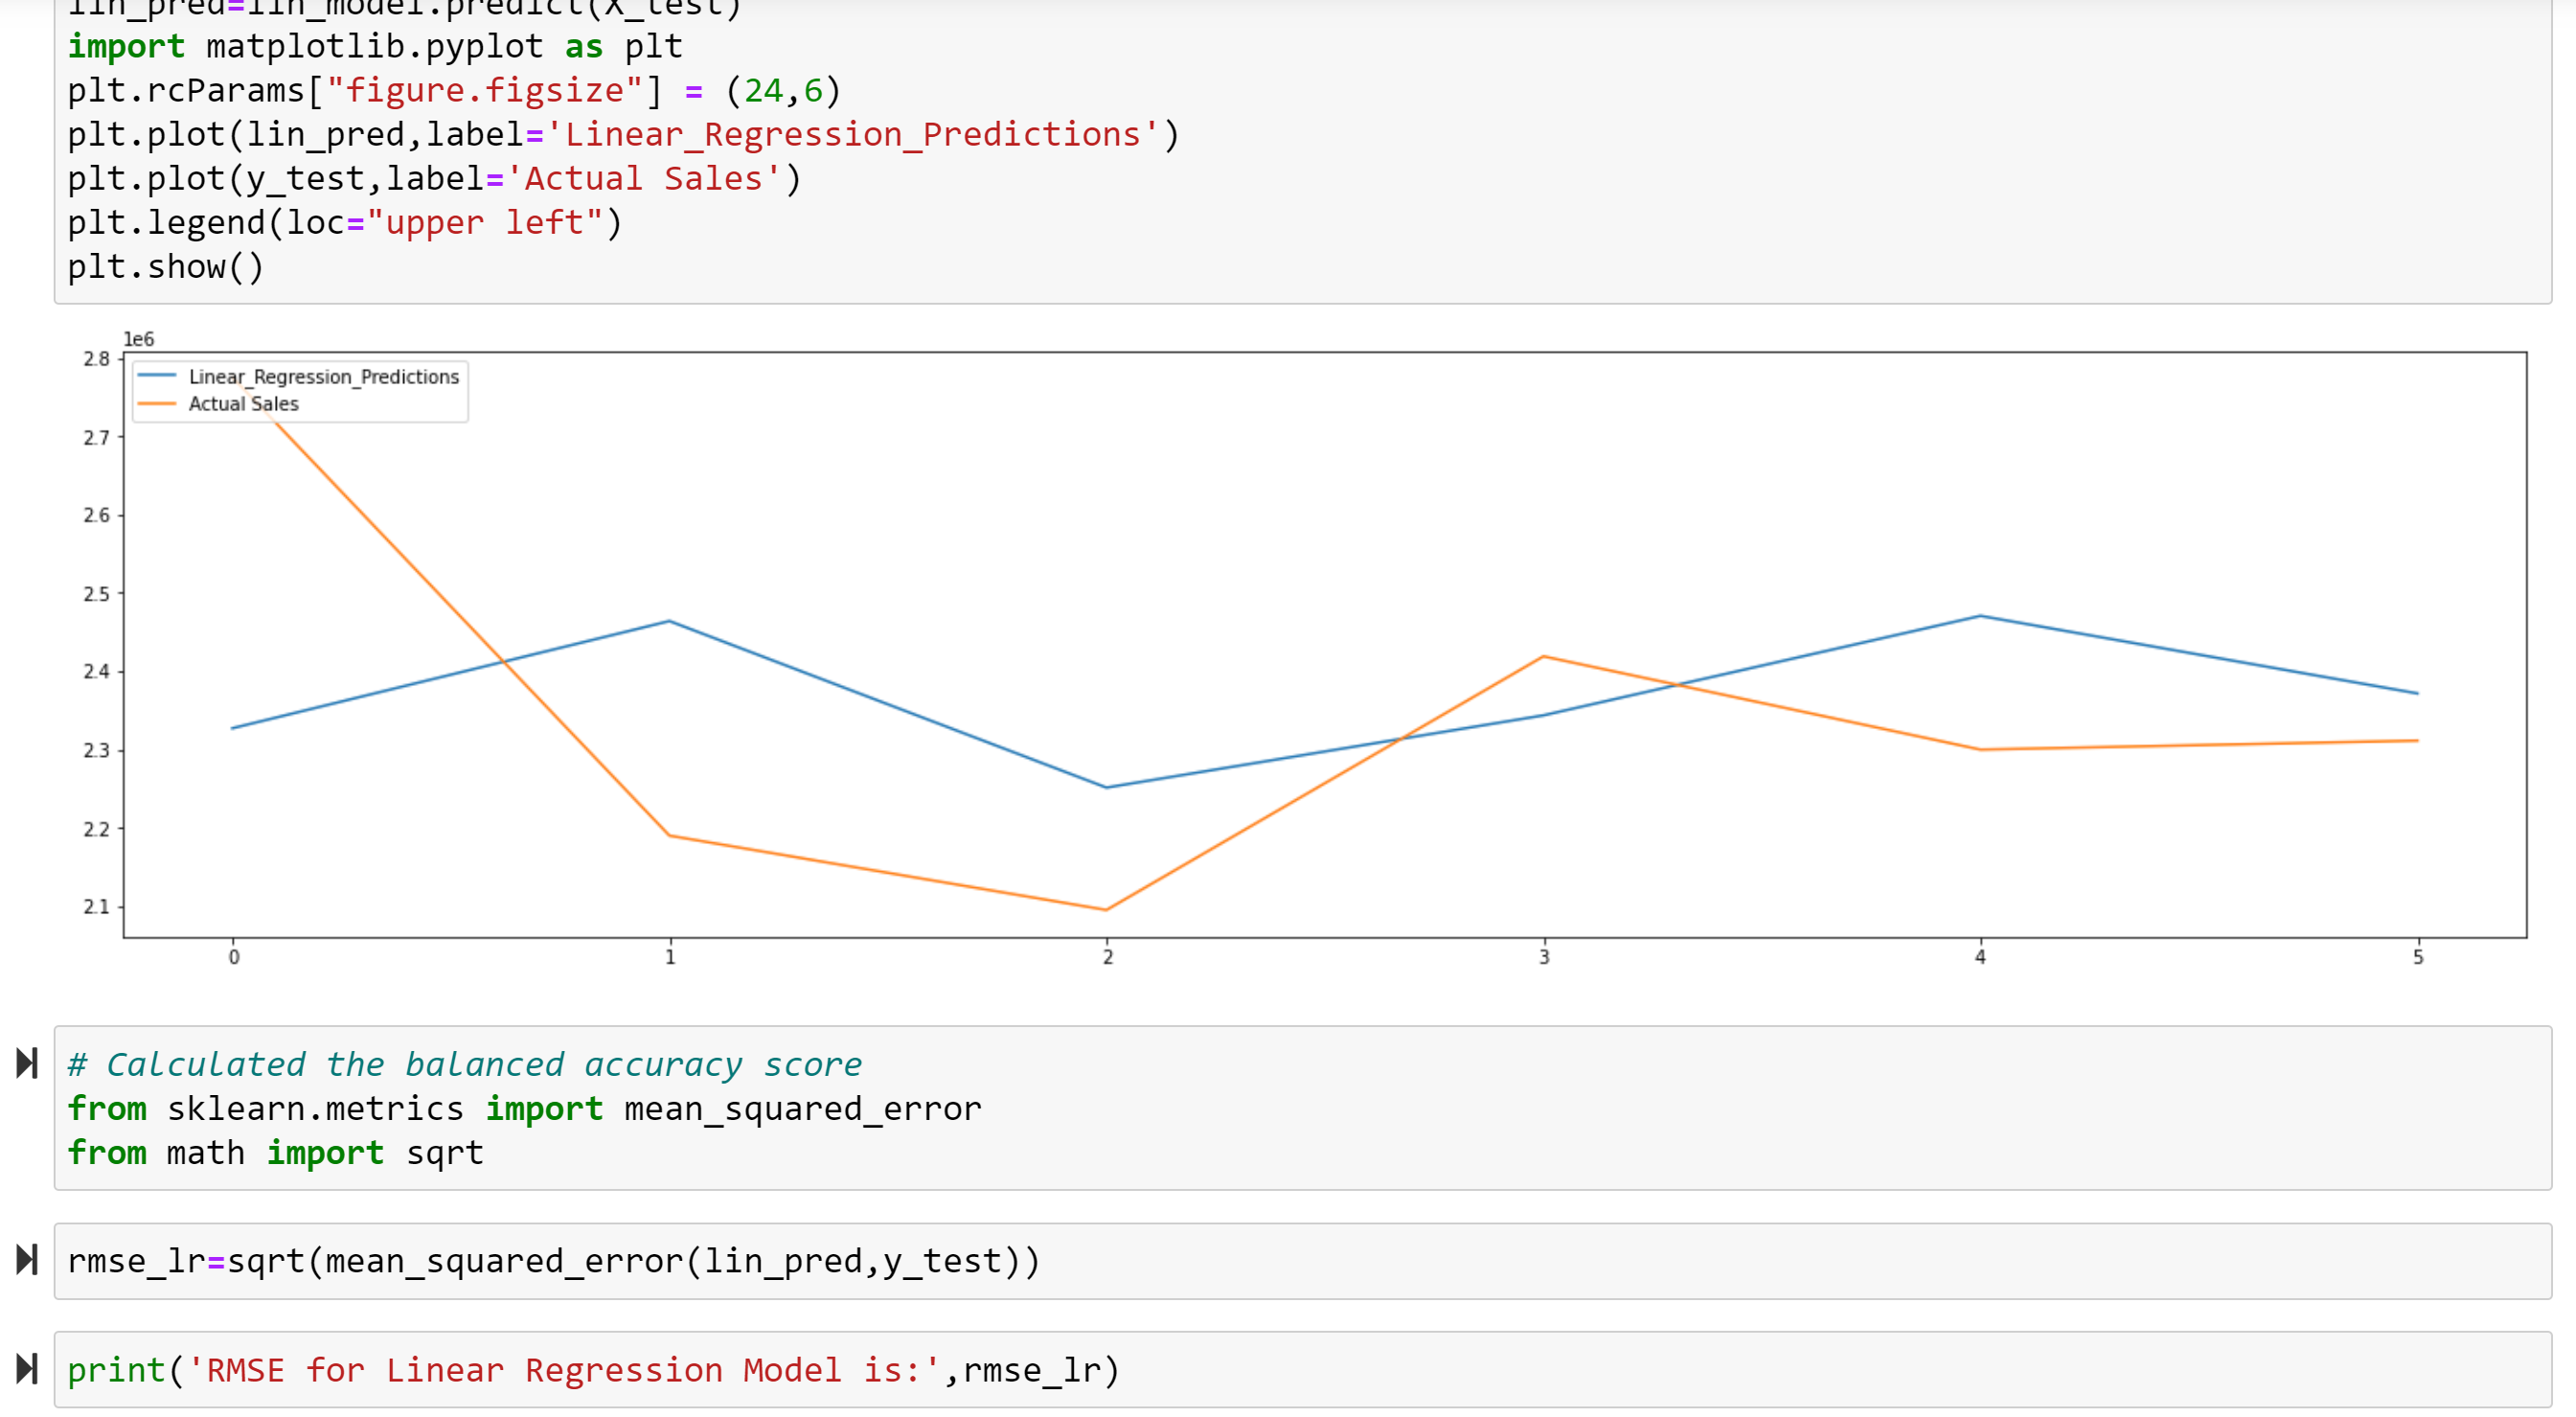 lin_pred=lin_model.predict(X_test)
import matplotlib.pyplot as plt
plt.rcParams["figure.figsize"] = (24,6)
plt.plot(lin_pred,label='Linear_Regression_Predictions')
plt.plot(y_test,label='Actual Sales')
plt.legend(loc="upper left")
plt.show()
1e6
2.8
Linear_Regression_Predictions
Actual Sales
2.7
2.6
2.5
2.4
2.3
2.2
2.1
0 1 2 3 4 5
# Calculated the balanced accuracy score
from sklearn.metrics import mean_squared_error
from math import sqrt
rmse_lr=sqrt(mean_squared_error(lin_pred,y_test))
print('RMSE for Linear Regression Model is:',rmse_lr)